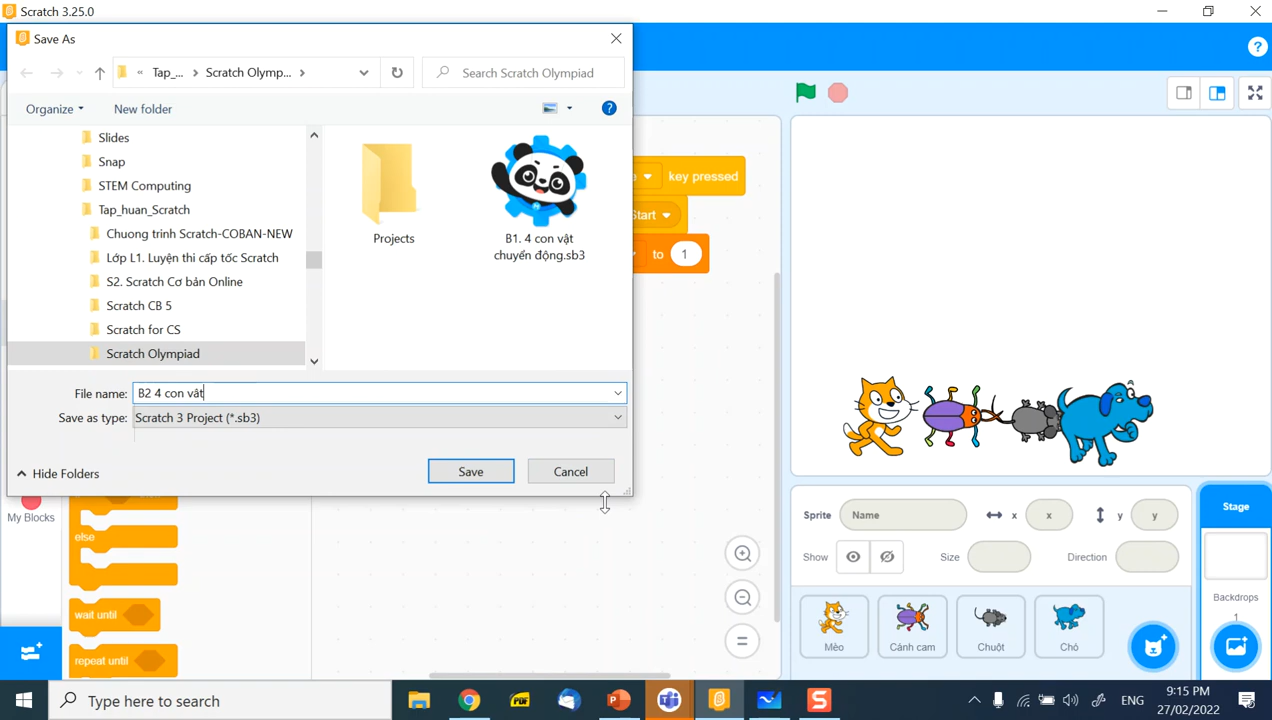 Scratch 3.25.0
Save As
« Tap_... › Scratch Olymp... ›
Search Scratch Olympiad
Organize
New folder
Slides
Snap
STEM Computing
Tap_huan_Scratch
Chuong trinh Scratch-COBAN-NEW
Lớp L1. Luyện thi cấp tốc Scratch
S2. Scratch Cơ bản Online
Scratch CB 5
Scratch for CS
Scratch Olympiad
Projects
B1. 4 con vật
chuyển động.sb3
File name: B2 4 con vât
Save as type: Scratch 3 Project (*.sb3)
Hide Folders
Save
Cancel
key pressed
to 1
My Blocks
else
wait until
repeat until
Sprite Name x x y y
Show Size Direction
Mèo
Cánh cam
Chuột
Chó
Stage
Backdrops
1
Type here to search
PDF
ENG
9:15 PM
27/02/2022